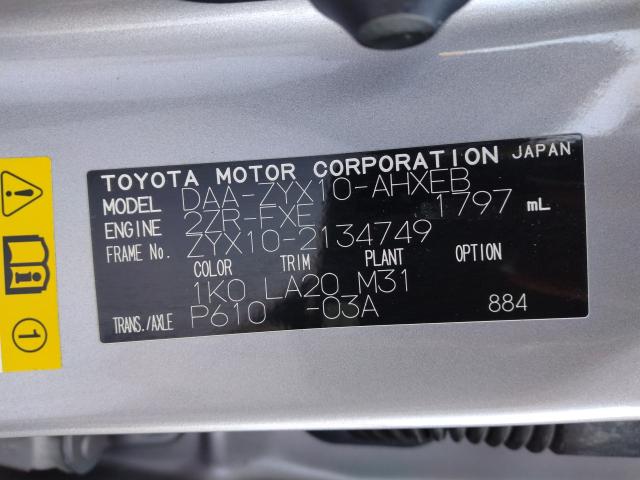 TOYOTA MOTOR CORPORATION JAPAN
MODEL DAA-ZYX10-AHXEB
ENGINE 2ZR-FXE 1797 mL
FRAME No. ZYX10-2134749
COLOR TRIM PLANT OPTION
1K0 LA20 M31
TRANS./AXLE P610 -03A 884
1